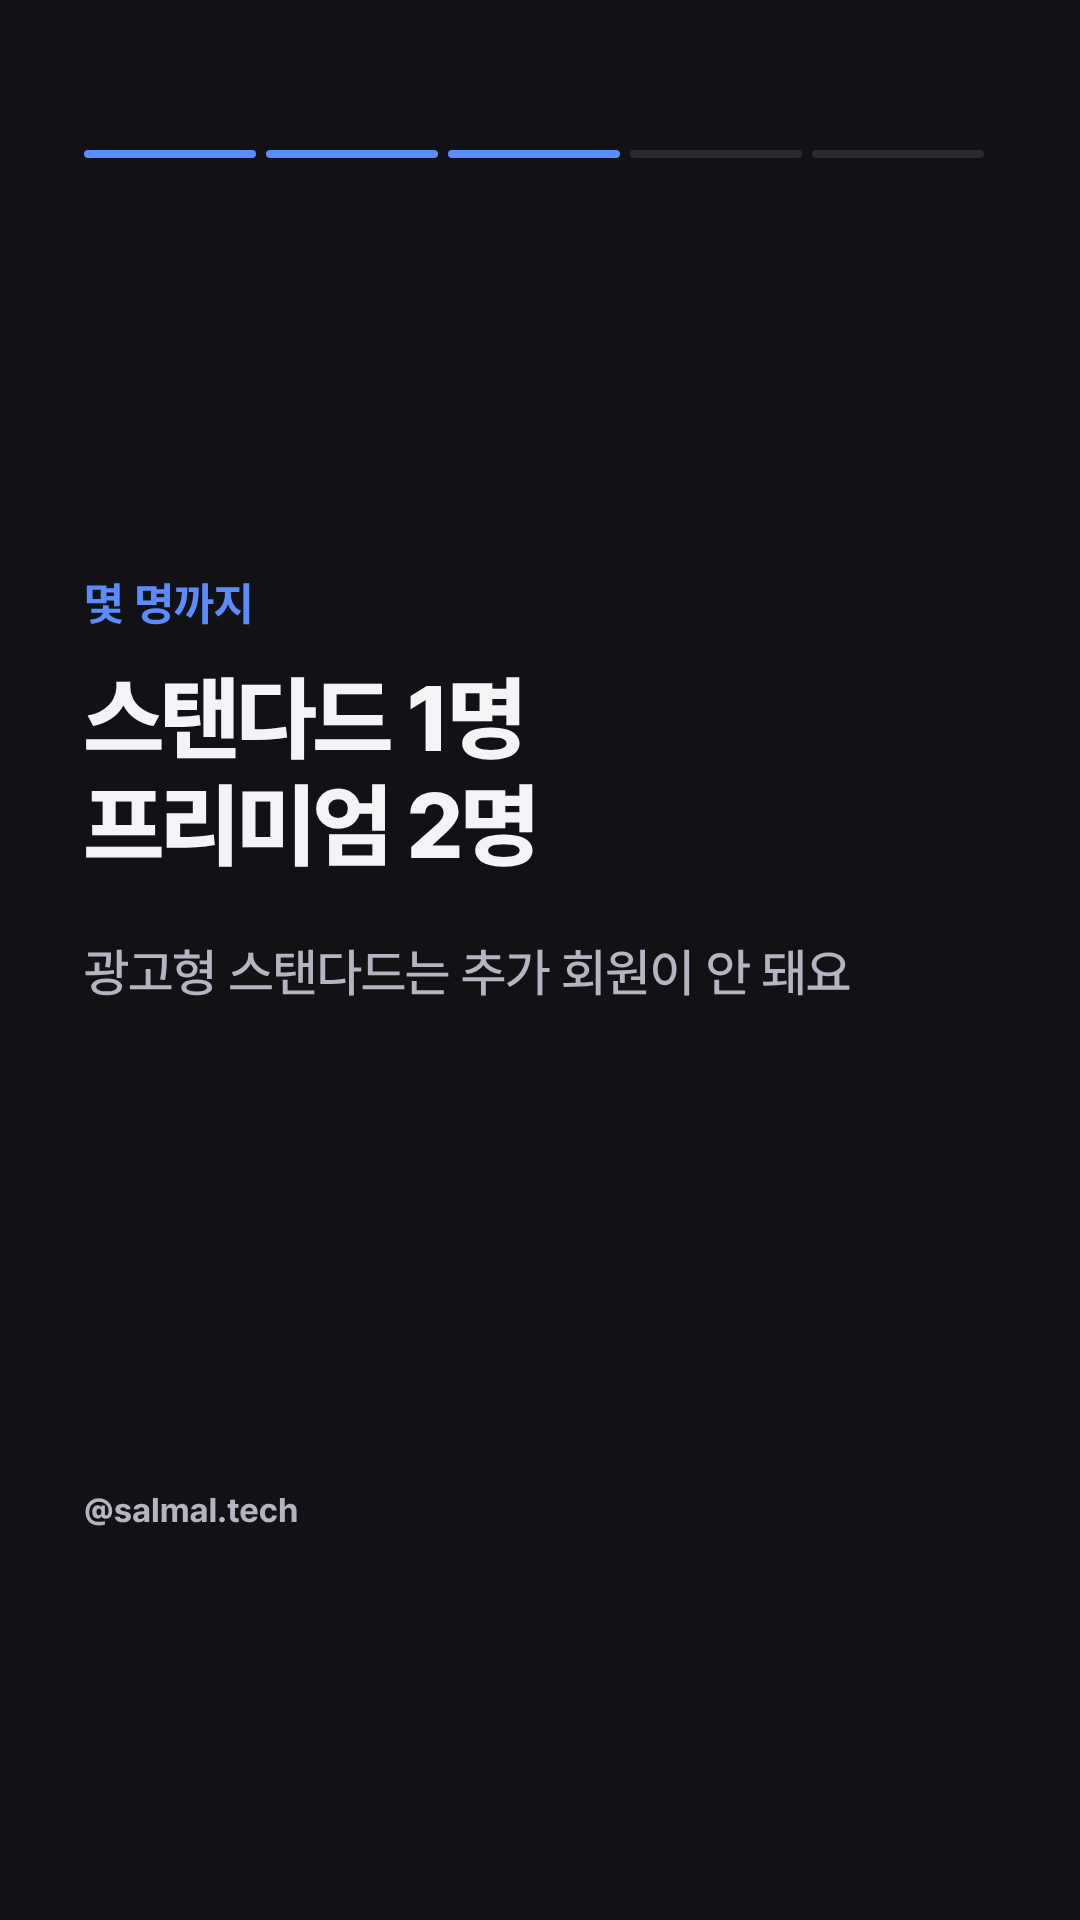 몇 명까지
스탠다드 1명
프리미엄 2명
광고형 스탠다드는 추가 회원이 안 돼요
@salmal.tech